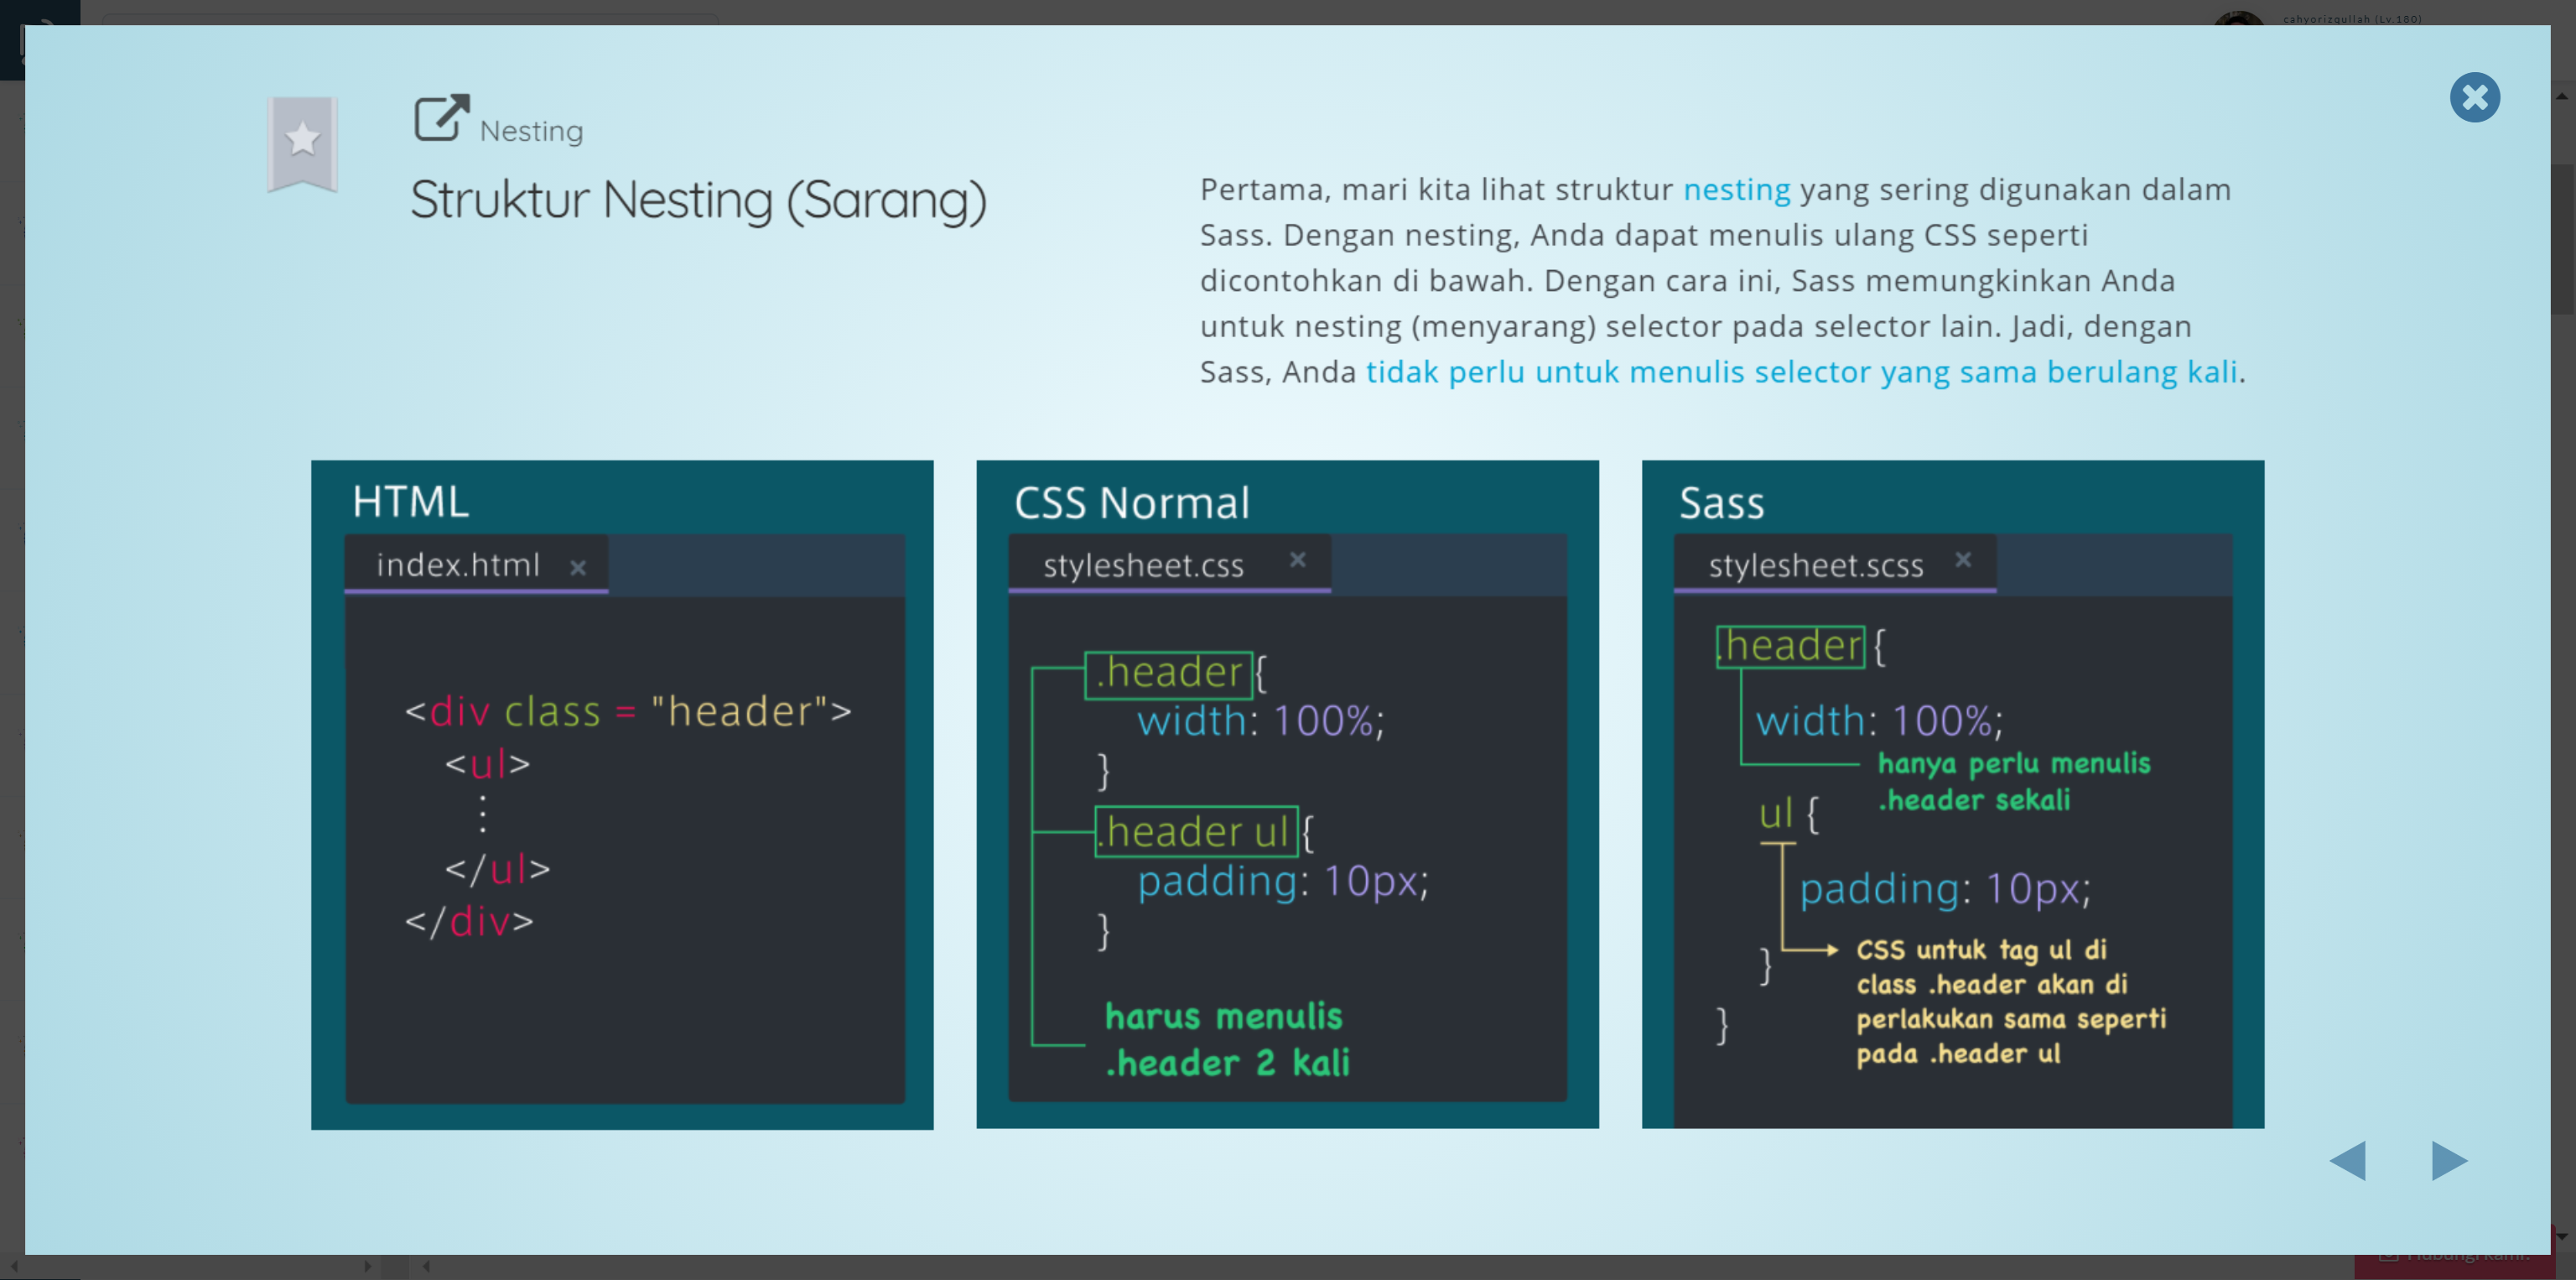 cahyorizqullah (Lv.180)
Nesting
Struktur Nesting (Sarang)
Pertama, mari kita lihat struktur nesting yang sering digunakan dalam
Sass. Dengan nesting, Anda dapat menulis ulang CSS seperti
dicontohkan di bawah. Dengan cara ini, Sass memungkinkan Anda
untuk nesting (menyarang) selector pada selector lain. Jadi, dengan
Sass, Anda tidak perlu untuk menulis selector yang sama berulang kali.
HTML
index.html ×
<div class = "header">
<ul>
⋮
</ul>
</div>
CSS Normal
stylesheet.css ×
.header {
width: 100%;
}
.header ul {
padding: 10px;
}
harus menulis
.header 2 kali
Sass
stylesheet.scss ×
.header {
width: 100%;
hanya perlu menulis
.header sekali
ul {
padding: 10px;
}
CSS untuk tag ul di
class .header akan di
perlakukan sama seperti
pada .header ul
}